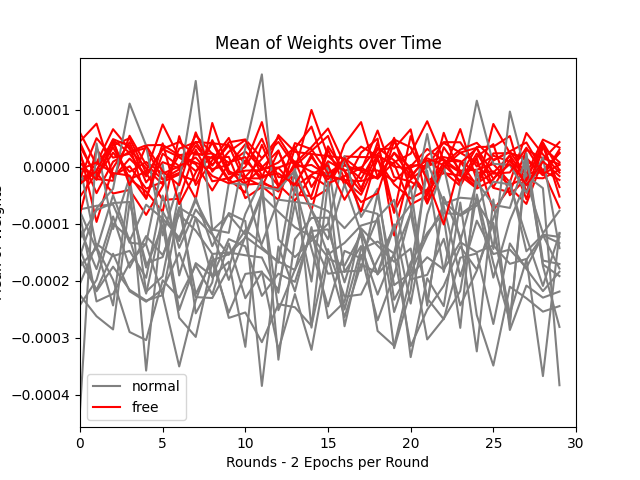 Mean of Weights over Time
0.0001
0.0000
−0.0001
−0.0002
−0.0003
−0.0004
normal
free
0 5 10 15 20 25 30
Rounds - 2 Epochs per Round